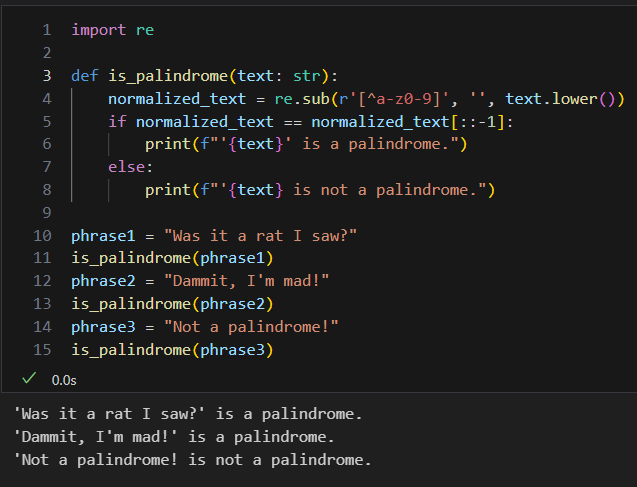 1 import re
2
3 def is_palindrome(text: str):
4     normalized_text = re.sub(r'[^a-z0-9]', '', text.lower())
5     if normalized_text == normalized_text[::-1]:
6         print(f"'{text}' is a palindrome.")
7     else:
8         print(f"'{text} is not a palindrome.")
9
10 phrase1 = "Was it a rat I saw?"
11 is_palindrome(phrase1)
12 phrase2 = "Dammit, I'm mad!"
13 is_palindrome(phrase2)
14 phrase3 = "Not a palindrome!"
15 is_palindrome(phrase3)
0.0s
'Was it a rat I saw?' is a palindrome.
'Dammit, I'm mad!' is a palindrome.
'Not a palindrome! is not a palindrome.